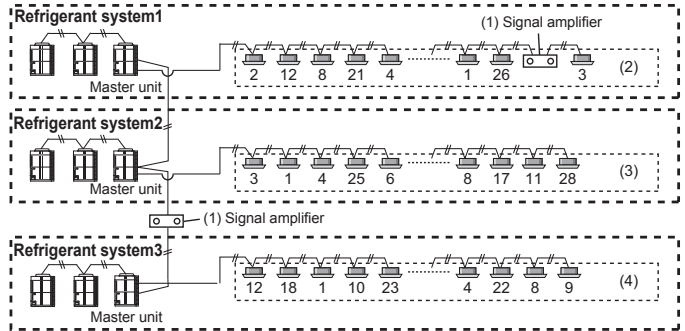 Refrigerant system1
(1) Signal amplifier
2 12 8 21 4 1 26 3 (2)
Master unit
Refrigerant system2
3 1 4 25 6 8 17 11 28 (3)
Master unit
(1) Signal amplifier
Refrigerant system3
12 18 1 10 23 4 22 8 9 (4)
Master unit